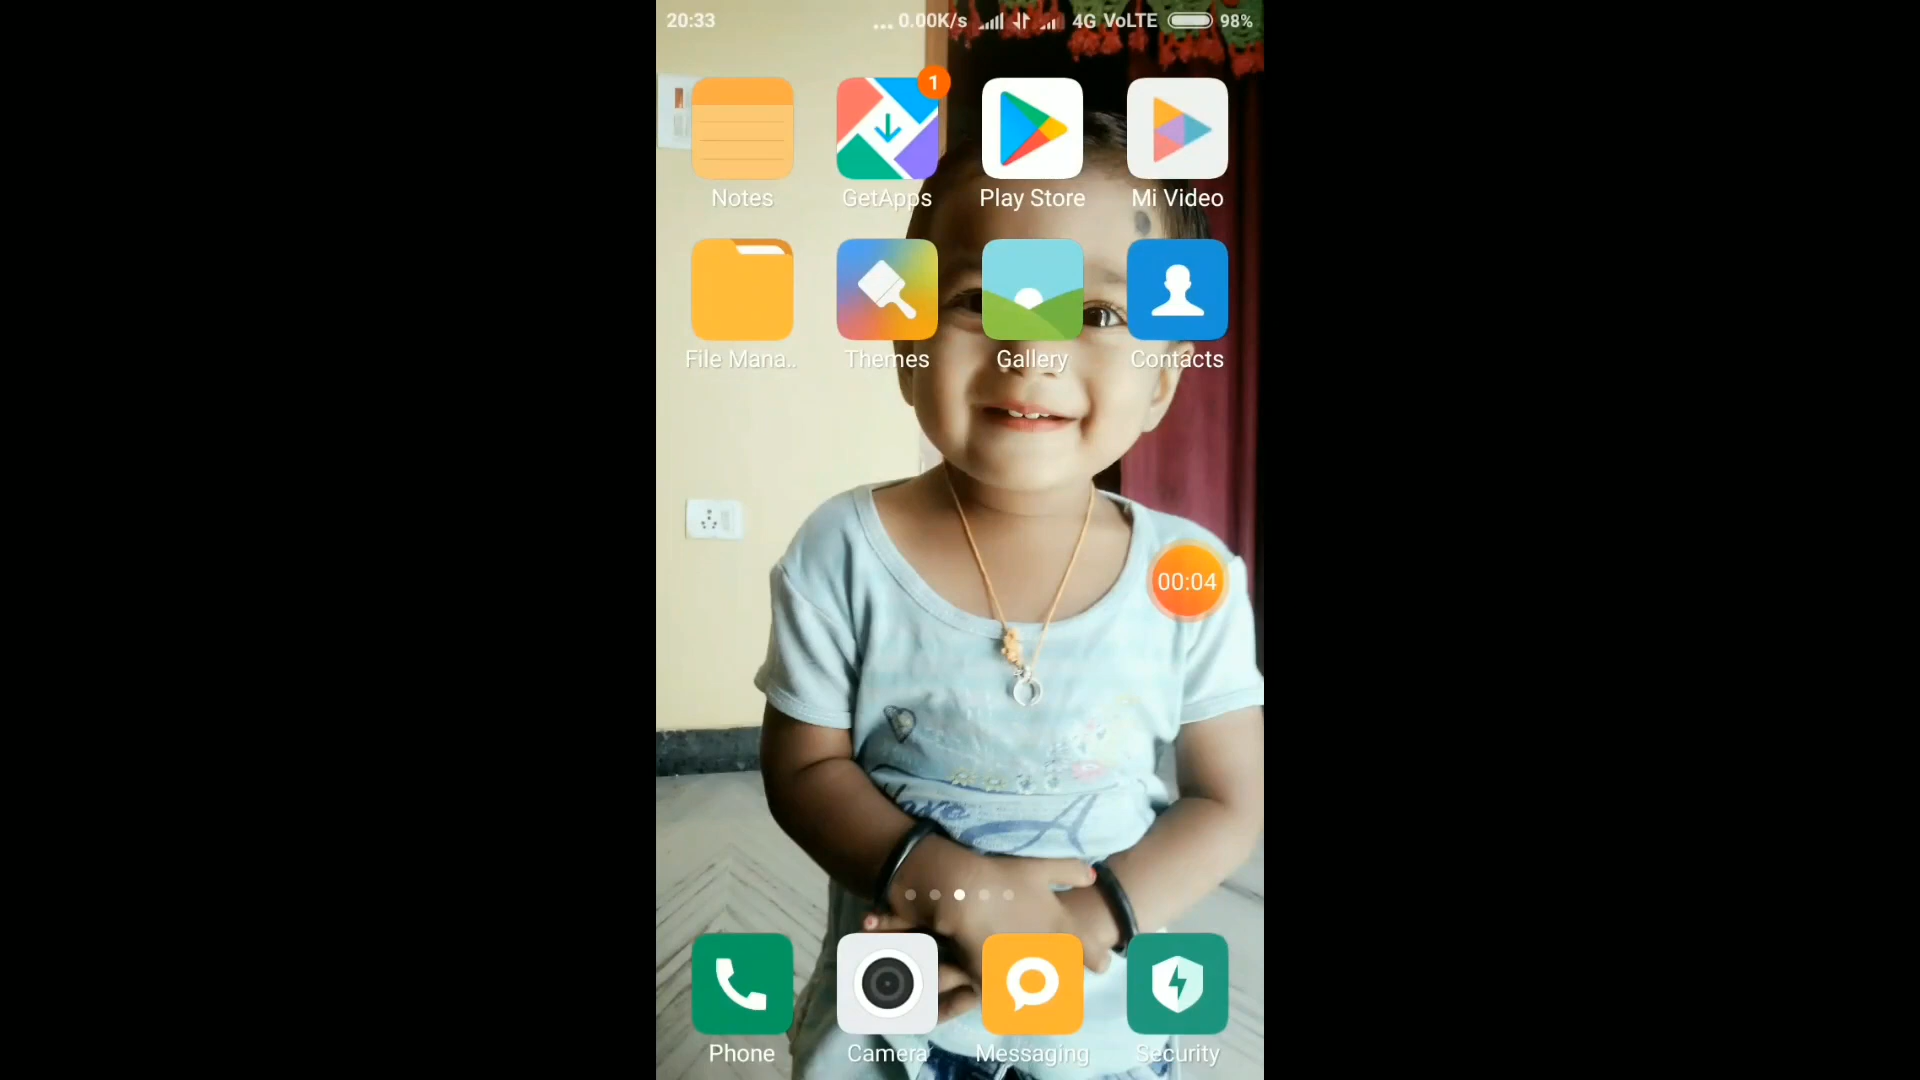 20:33 ... 0.00K/s 4G VoLTE 98%
1
Notes GetApps Play Store Mi Video
File Mana.. Themes Gallery Contacts
00:04
Phone Camera Messaging Security